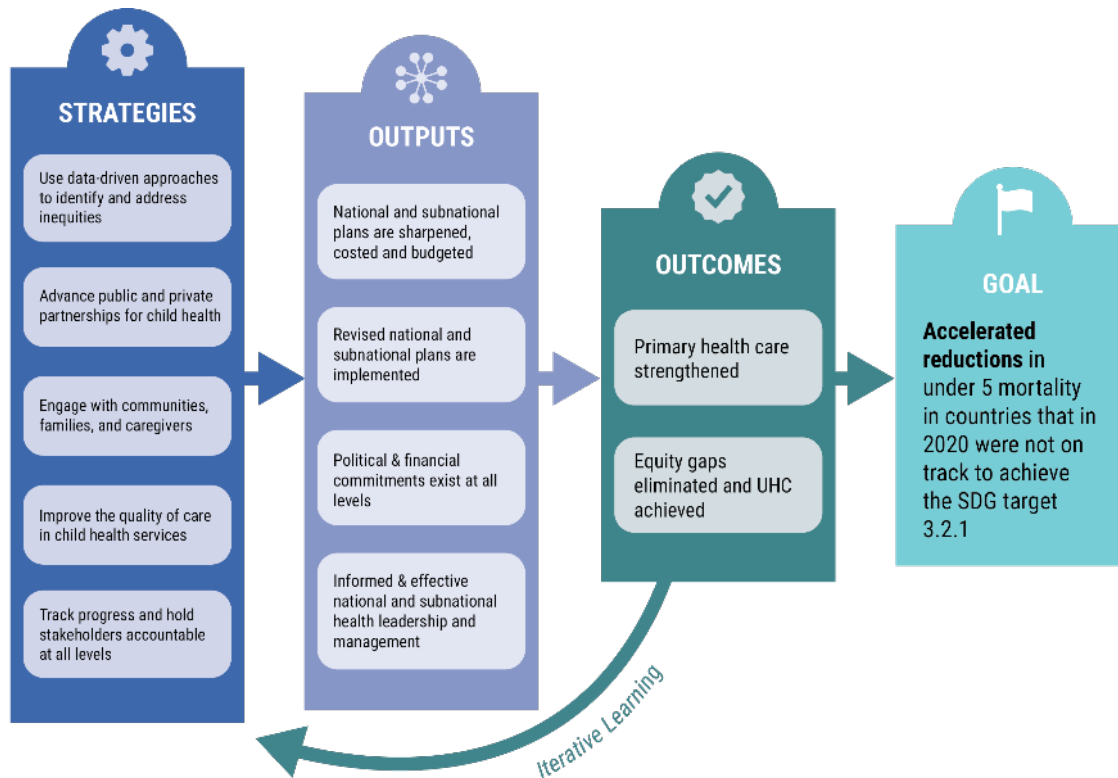 STRATEGIES
Use data-driven approaches
to identify and address
inequities
Advance public and private
partnerships for child health
Engage with communities,
families, and caregivers
Improve the quality of care
in child health services
Track progress and hold
stakeholders accountable
at all levels
OUTPUTS
National and subnational
plans are sharpened,
costed and budgeted
Revised national and
subnational plans are
implemented
Political & financial
commitments exist at all
levels
Informed & effective
national and subnational
health leadership and
management
OUTCOMES
Primary health care
strengthened
Equity gaps
eliminated and UHC
achieved
GOAL
Accelerated
reductions in
under 5 mortality
in countries that in
2020 were not on
track to achieve
the SDG target
3.2.1
Iterative Learning